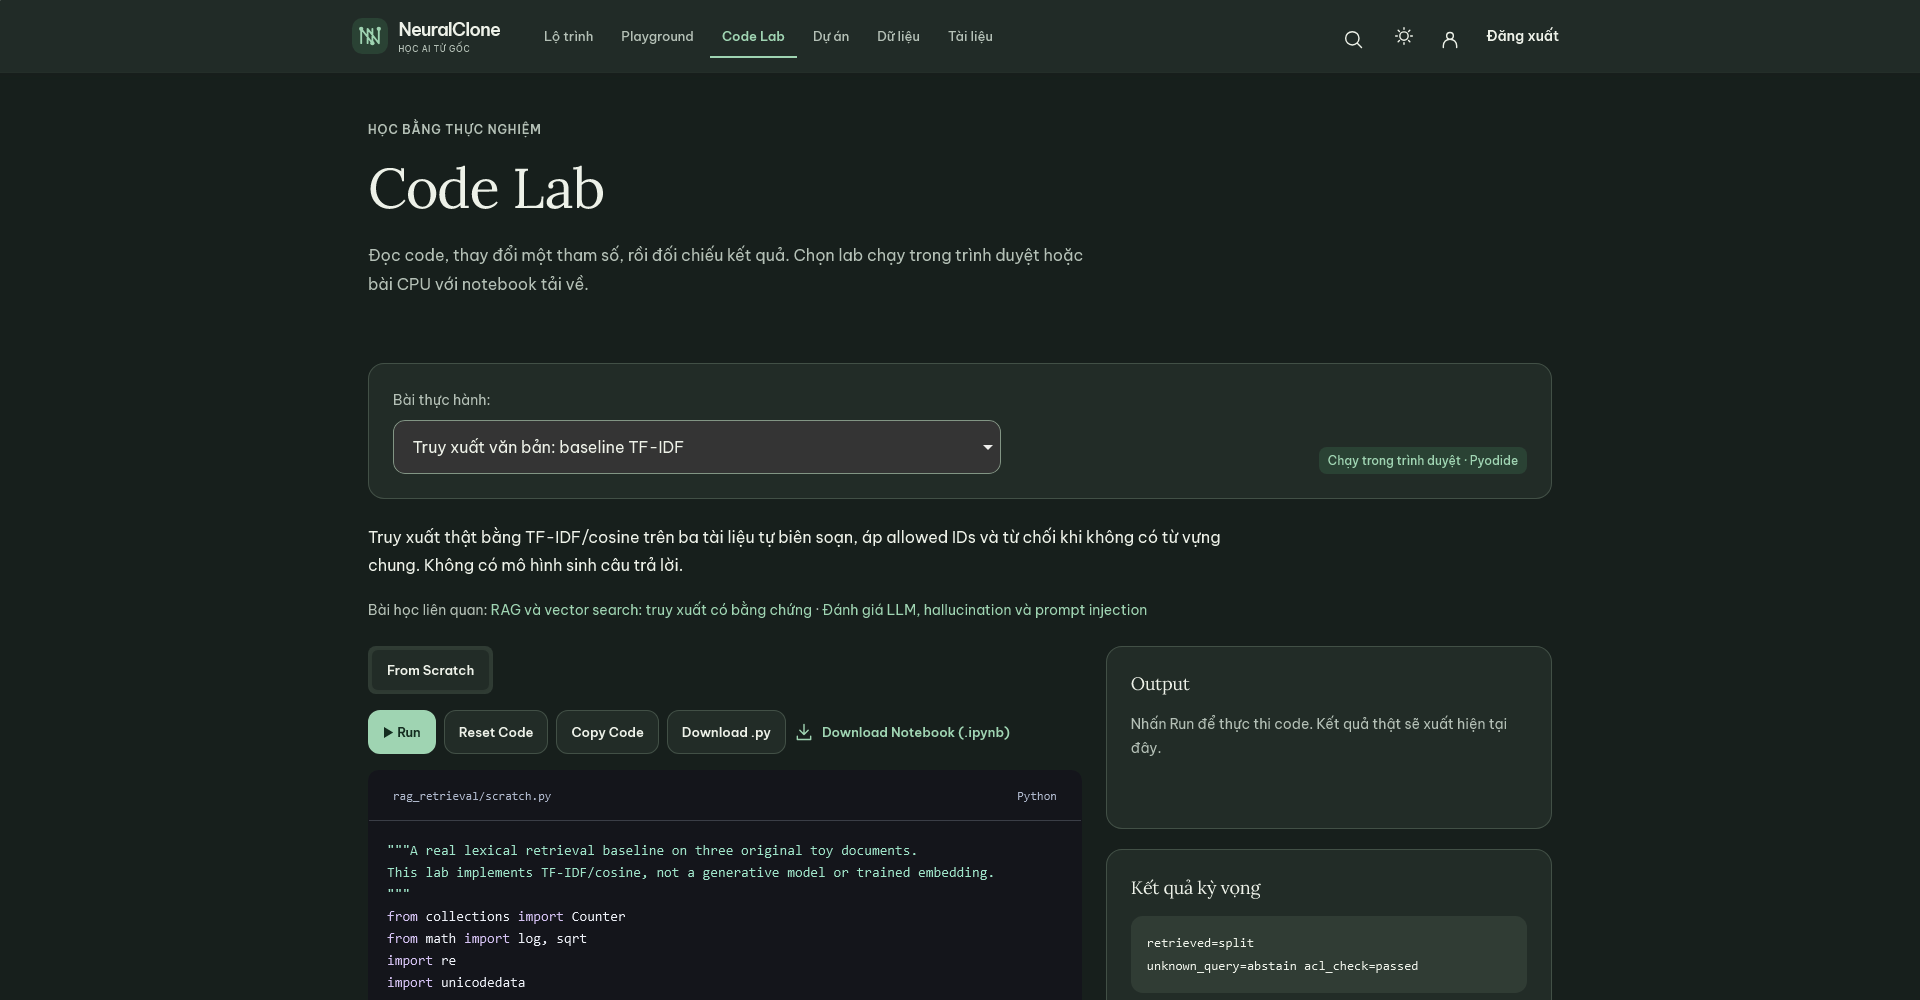 NeuralClone
HỌC AI TỪ GỐC
Lộ trình
Playground
Code Lab
Dự án
Dữ liệu
Tài liệu
Đăng xuất
HỌC BẰNG THỰC NGHIỆM
Code Lab
Đọc code, thay đổi một tham số, rồi đối chiếu kết quả. Chọn lab chạy trong trình duyệt hoặc
bài CPU với notebook tải về.
Bài thực hành:
Truy xuất văn bản: baseline TF-IDF
Chạy trong trình duyệt · Pyodide
Truy xuất thật bằng TF-IDF/cosine trên ba tài liệu tự biên soạn, áp allowed IDs và từ chối khi không có từ vựng
chung. Không có mô hình sinh câu trả lời.
Bài học liên quan: RAG và vector search: truy xuất có bằng chứng · Đánh giá LLM, hallucination và prompt injection
From Scratch
Run
Reset Code
Copy Code
Download .py
Download Notebook (.ipynb)
rag_retrieval/scratch.py
Python
"""A real lexical retrieval baseline on three original toy documents.
This lab implements TF-IDF/cosine, not a generative model or trained embedding.
"""
from collections import Counter
from math import log, sqrt
import re
import unicodedata
Output
Nhấn Run để thực thi code. Kết quả thật sẽ xuất hiện tại
đây.
Kết quả kỳ vọng
retrieved=split
unknown_query=abstain acl_check=passed